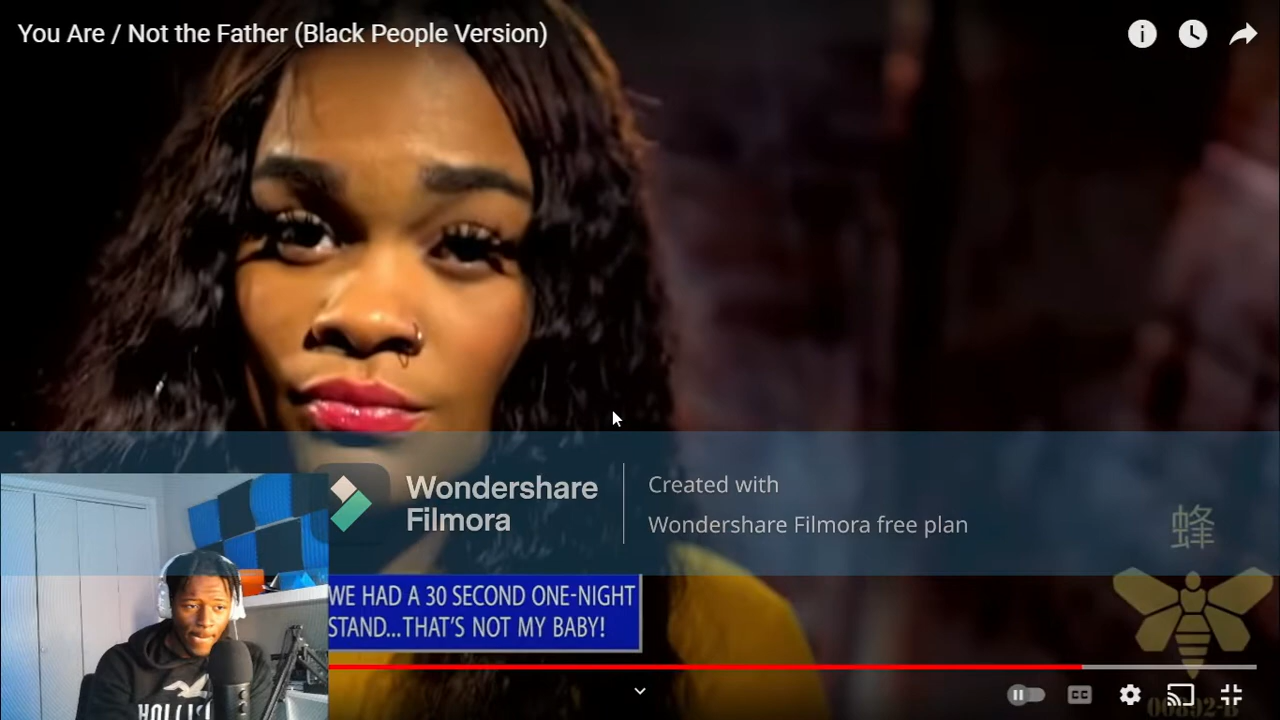 You Are / Not the Father (Black People Version)
Wondershare
Filmora
Created with
Wondershare Filmora free plan
蜂
WE HAD A 30 SECOND ONE-NIGHT
STAND...THAT'S NOT MY BABY!
CC